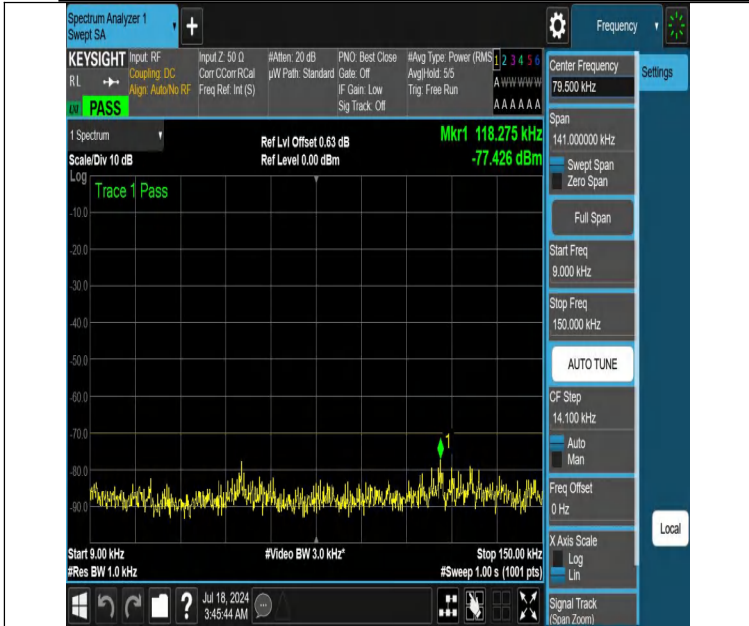 Spectrum Analyzer 1
Swept SA
Frequency
KEYSIGHT
RL
LXI
PASS
Input: RF
Coupling: DC
Align: Auto/No RF
Input Z: 50 Ω
Corr CCorr RCal
Freq Ref: Int (S)
#Atten: 20 dB
µW Path: Standard
PNO: Best Close
Gate: Off
IF Gain: Low
Sig Track: Off
#Avg Type: Power (RMS
Avg|Hold: 5/5
Trig: Free Run
1 2 3 4 5 6
A W W W W W
A A A A A A
1 Spectrum
Scale/Div 10 dB
Ref Lvl Offset 0.63 dB
Ref Level 0.00 dBm
Mkr1 118.275 kHz
-77.426 dBm
Log
Trace 1 Pass
-10.0
-20.0
-30.0
-40.0
-50.0
-60.0
-70.0
-80.0
-90.0
1
Start 9.00 kHz
#Res BW 1.0 kHz
#Video BW 3.0 kHz*
Stop 150.00 kHz
#Sweep 1.00 s (1001 pts)
?
Jul 18, 2024
3:45:44 AM
Center Frequency
79.500 kHz
Settings
Span
141.000000 kHz
Swept Span
Zero Span
Full Span
Start Freq
9.000 kHz
Stop Freq
150.000 kHz
AUTO TUNE
CF Step
14.100 kHz
Auto
Man
Freq Offset
0 Hz
X Axis Scale
Log
Lin
Local
Signal Track
(Span Zoom)